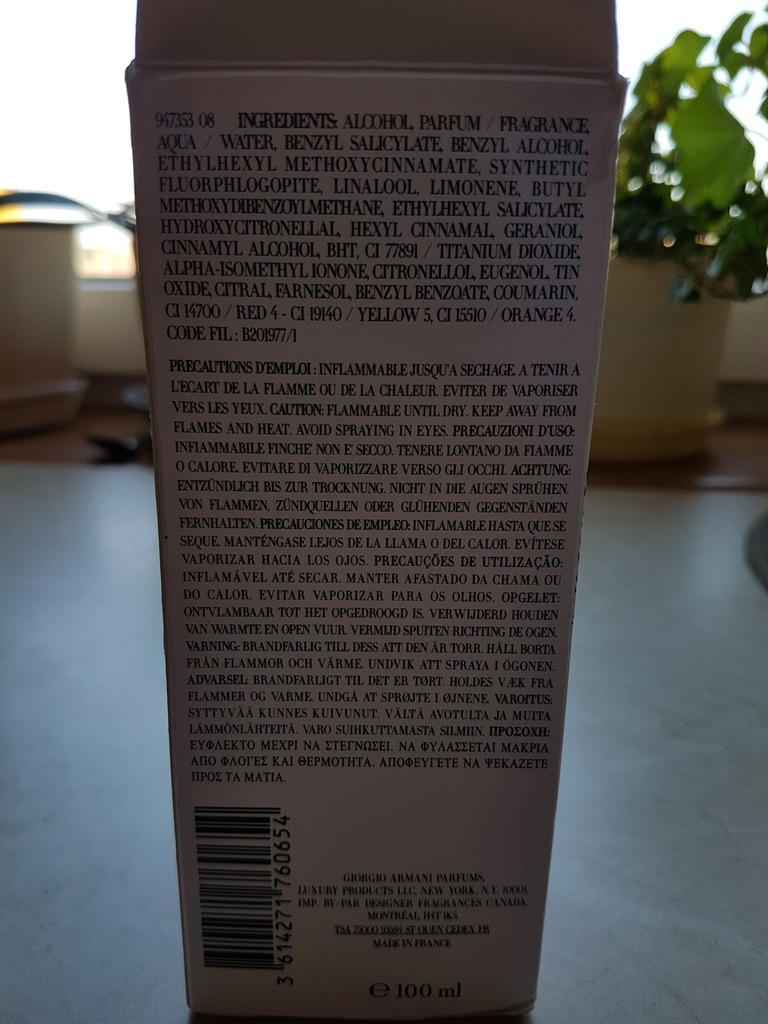 947353 08 INGREDIENTS: ALCOHOL, PARFUM / FRAGRANCE,
AQUA / WATER, BENZYL SALICYLATE, BENZYL ALCOHOL,
ETHYLHEXYL METHOXYCINNAMATE, SYNTHETIC
FLUORPHLOGOPITE, LINALOOL, LIMONENE, BUTYL
METHOXYDIBENZOYLMETHANE, ETHYLHEXYL SALICYLATE,
HYDROXYCITRONELLAL, HEXYL CINNAMAL, GERANIOL,
CINNAMYL ALCOHOL, BHT, CI 77891 / TITANIUM DIOXIDE,
ALPHA-ISOMETHYL IONONE, CITRONELLOL, EUGENOL, TIN
OXIDE, CITRAL, FARNESOL, BENZYL BENZOATE, COUMARIN,
CI 14700 / RED 4 - CI 19140 / YELLOW 5, CI 15510 / ORANGE 4.
CODE FIL : B201977/1
PRECAUTIONS D'EMPLOI : INFLAMMABLE JUSQU'A SECHAGE. A TENIR A
L'ECART DE LA FLAMME OU DE LA CHALEUR. EVITER DE VAPORISER
VERS LES YEUX. CAUTION: FLAMMABLE UNTIL DRY. KEEP AWAY FROM
FLAMES AND HEAT. AVOID SPRAYING IN EYES. PRECAUZIONI D'USO:
INFIAMMABILE FINCHE' NON E' SECCO. TENERE LONTANO DA FIAMME
O CALORE. EVITARE DI VAPORIZZARE VERSO GLI OCCHI. ACHTUNG:
ENTZÜNDLICH BIS ZUR TROCKNUNG. NICHT IN DIE AUGEN SPRÜHEN.
VON FLAMMEN, ZÜNDQUELLEN ODER GLÜHENDEN GEGENSTÄNDEN
FERNHALTEN. PRECAUCIONES DE EMPLEO: INFLAMABLE HASTA QUE SE
SEQUE. MANTÉNGASE LEJOS DE LA LLAMA O DEL CALOR. EVÍTESE
VAPORIZAR HACIA LOS OJOS. PRECAUÇÕES DE UTILIZAÇÃO:
INFLAMÁVEL ATÉ SECAR. MANTER AFASTADO DA CHAMA OU
DO CALOR. EVITAR VAPORIZAR PARA OS OLHOS. OPGELET:
ONTVLAMBAAR TOT HET OPGEDROOGD IS. VERWIJDERD HOUDEN
VAN WARMTE EN OPEN VUUR. VERMIJD SPUITEN RICHTING DE OGEN.
VARNING: BRANDFARLIG TILL DESS ATT DEN ÄR TORR. HÅLL BORTA
FRÅN FLAMMOR OCH VÄRME. UNDVIK ATT SPRAYA I ÖGONEN.
ADVARSEL: BRANDFARLIGT TIL DET ER TØRT. HOLDES VÆK FRA
FLAMMER OG VARME. UNDGÅ AT SPRØJTE I ØJNENE. VAROITUS:
SYTTYVÄÄ KUNNES KUIVUNUT. VÄLTÄ AVOTULTA JA MUITA
LÄMMÖNLÄHTEITÄ. VARO SUIHKUTTAMASTA SILMIIN. ΠΡΟΣΟΧΗ:
ΕΥΦΛΕΚΤΟ ΜΕΧΡΙ ΝΑ ΣΤΕΓΝΩΣΕΙ. ΝΑ ΦΥΛΑΣΣΕΤΑΙ ΜΑΚΡΙΑ
ΑΠΟ ΦΛΟΓΕΣ ΚΑΙ ΘΕΡΜΟΤΗΤΑ. ΑΠΟΦΕΥΓΕΤΕ ΝΑ ΨΕΚΑΖΕΤΕ
ΠΡΟΣ ΤΑ ΜΑΤΙΑ.
3 614271 760654
GIORGIO ARMANI PARFUMS,
LUXURY PRODUCTS LLC, NEW YORK, N.Y. 10001.
IMP. BY/PAR DESIGNER FRAGRANCES CANADA,
MONTRÉAL, H4T 1K5.
TSA 75000 93584 ST OUEN CEDEX FR
MADE IN FRANCE
℮ 100 ml